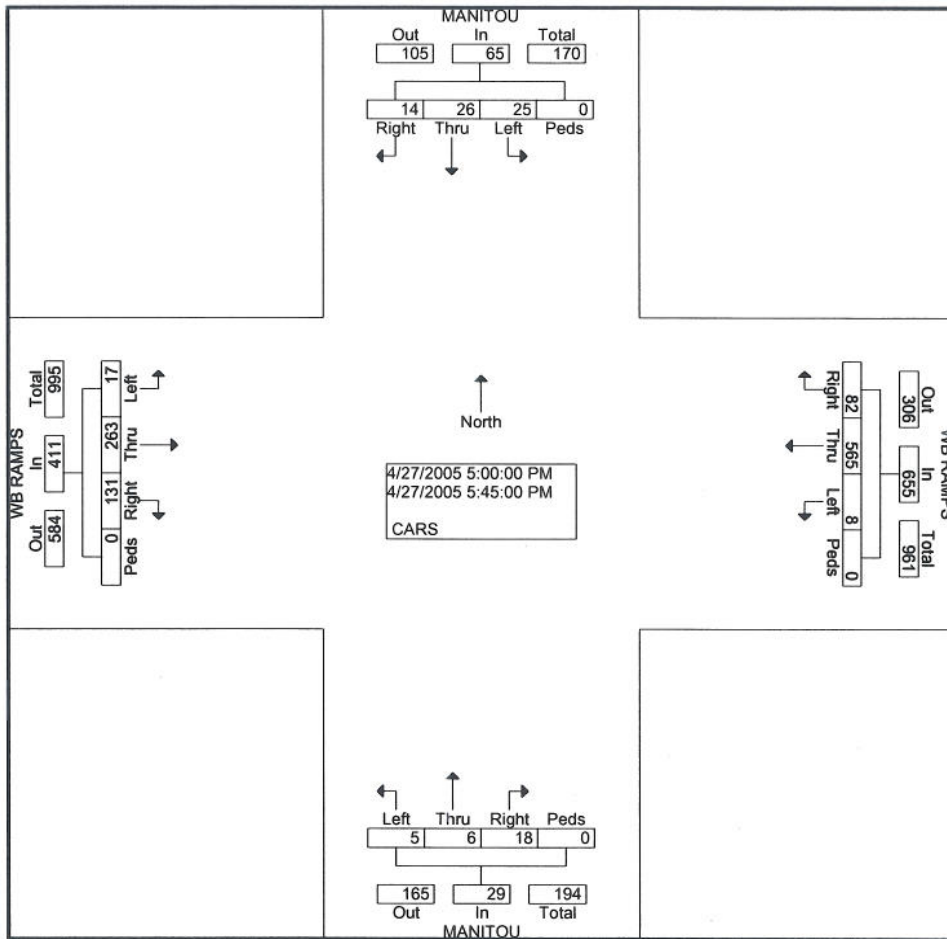 MANITOU
Out In Total
105 65 170
14 26 25 0
Right Thru Left Peds
WB RAMPS
Total In Out
995 411 584
17 263 131 0
Left Thru Right Peds
North
4/27/2005 5:00:00 PM
4/27/2005 5:45:00 PM
CARS
Right Thru Left Peds
82 565 8 0
Out In Total
306 655 961
WB RAMPS
Left Thru Right Peds
5 6 18 0
165 29 194
Out In Total
MANITOU